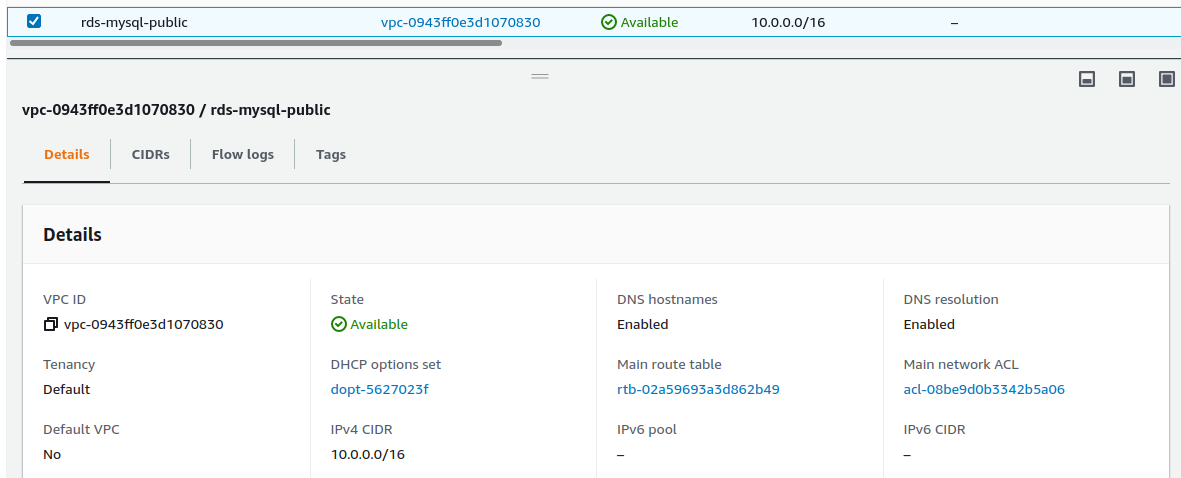 rds-mysql-public vpc-0943ff0e3d1070830 Available 10.0.0.0/16 –
vpc-0943ff0e3d1070830 / rds-mysql-public
Details CIDRs Flow logs Tags
Details
VPC ID State DNS hostnames DNS resolution
vpc-0943ff0e3d1070830 Available Enabled Enabled
Tenancy DHCP options set Main route table Main network ACL
Default dopt-5627023f rtb-02a59693a3d862b49 acl-08be9d0b3342b5a06
Default VPC IPv4 CIDR IPv6 pool IPv6 CIDR
No 10.0.0.0/16 – –